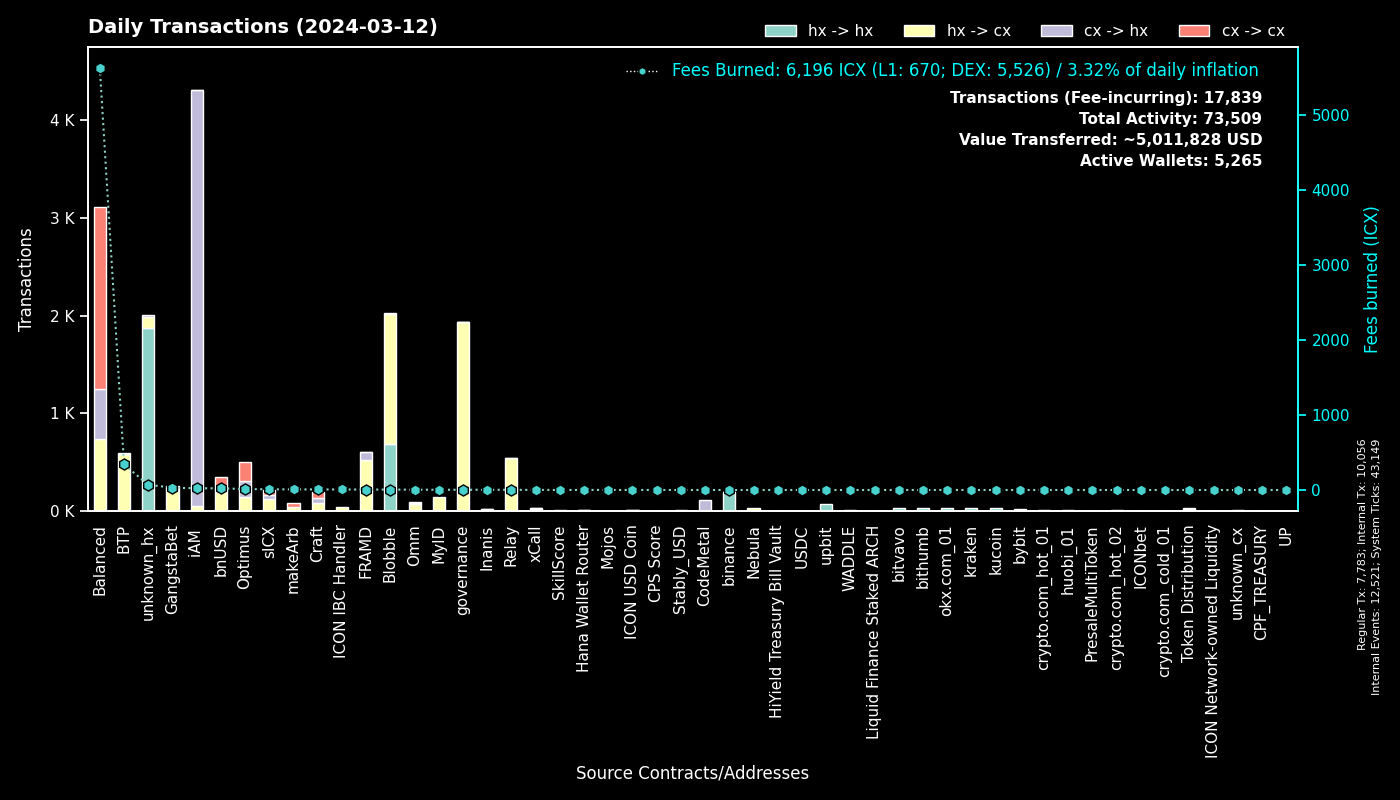 Daily Transactions (2024-03-12)
hx -> hx
hx -> cx
cx -> hx
cx -> cx
Fees Burned: 6,196 ICX (L1: 670; DEX: 5,526) / 3.32% of daily inflation
Transactions (Fee-incurring): 17,839
Total Activity: 73,509
Value Transferred: ~5,011,828 USD
Active Wallets: 5,265
Transactions
4 K
3 K
2 K
1 K
0 K
5000
4000
3000
2000
1000
0
Fees burned (ICX)
Balanced
BTP
unknown_hx
GangstaBet
iAM
bnUSD
Optimus
sICX
makeArb
Craft
ICON IBC Handler
FRAMD
Blobble
Omm
MyID
governance
Inanis
Relay
xCall
SkillScore
Hana Wallet Router
Mojos
ICON USD Coin
CPS Score
Stably_USD
CodeMetal
binance
Nebula
HiYield Treasury Bill Vault
USDC
upbit
WADDLE
Liquid Finance Staked ARCH
bitvavo
bithumb
okx.com_01
kraken
kucoin
bybit
crypto.com_hot_01
huobi_01
PresaleMultiToken
crypto.com_hot_02
ICONbet
crypto.com_cold_01
Token Distribution
ICON Network-owned Liquidity
unknown_cx
CPF_TREASURY
UP
Source Contracts/Addresses
Regular Tx: 7,783; Internal Tx: 10,056
Internal Events: 12,521; System Ticks: 43,149